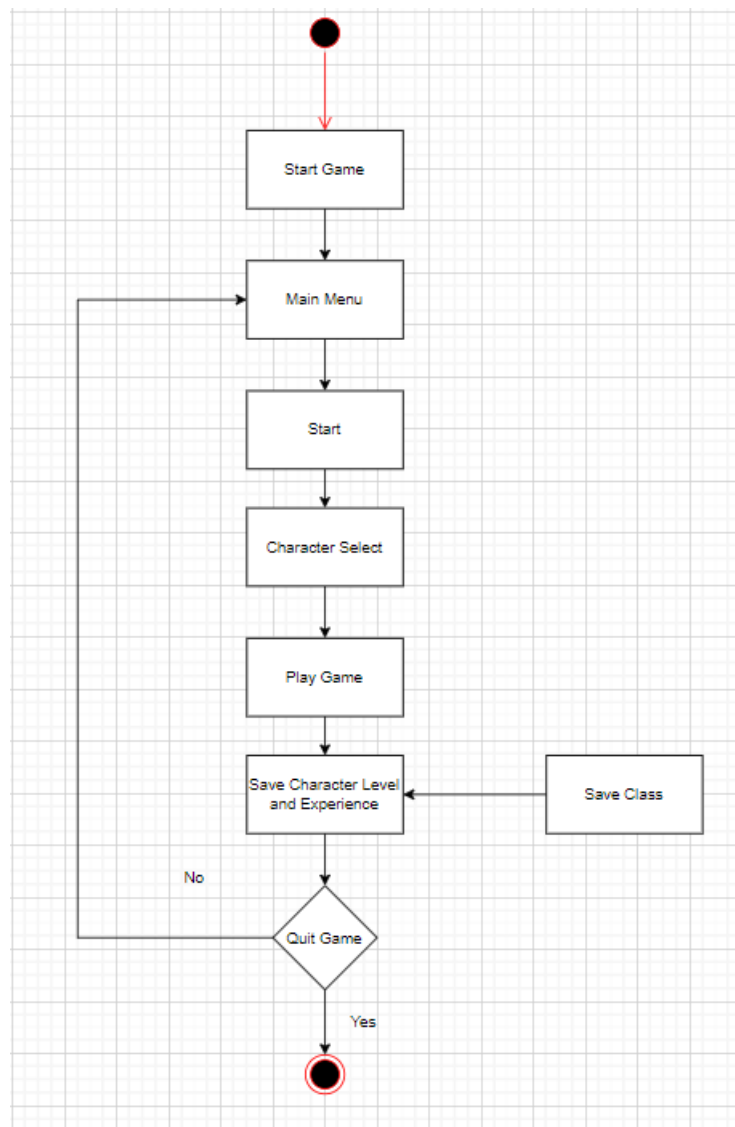 Start Game
Main Menu
Start
Character Select
Play Game
Save Character Level
and Experience
Save Class
No
Quit Game
Yes